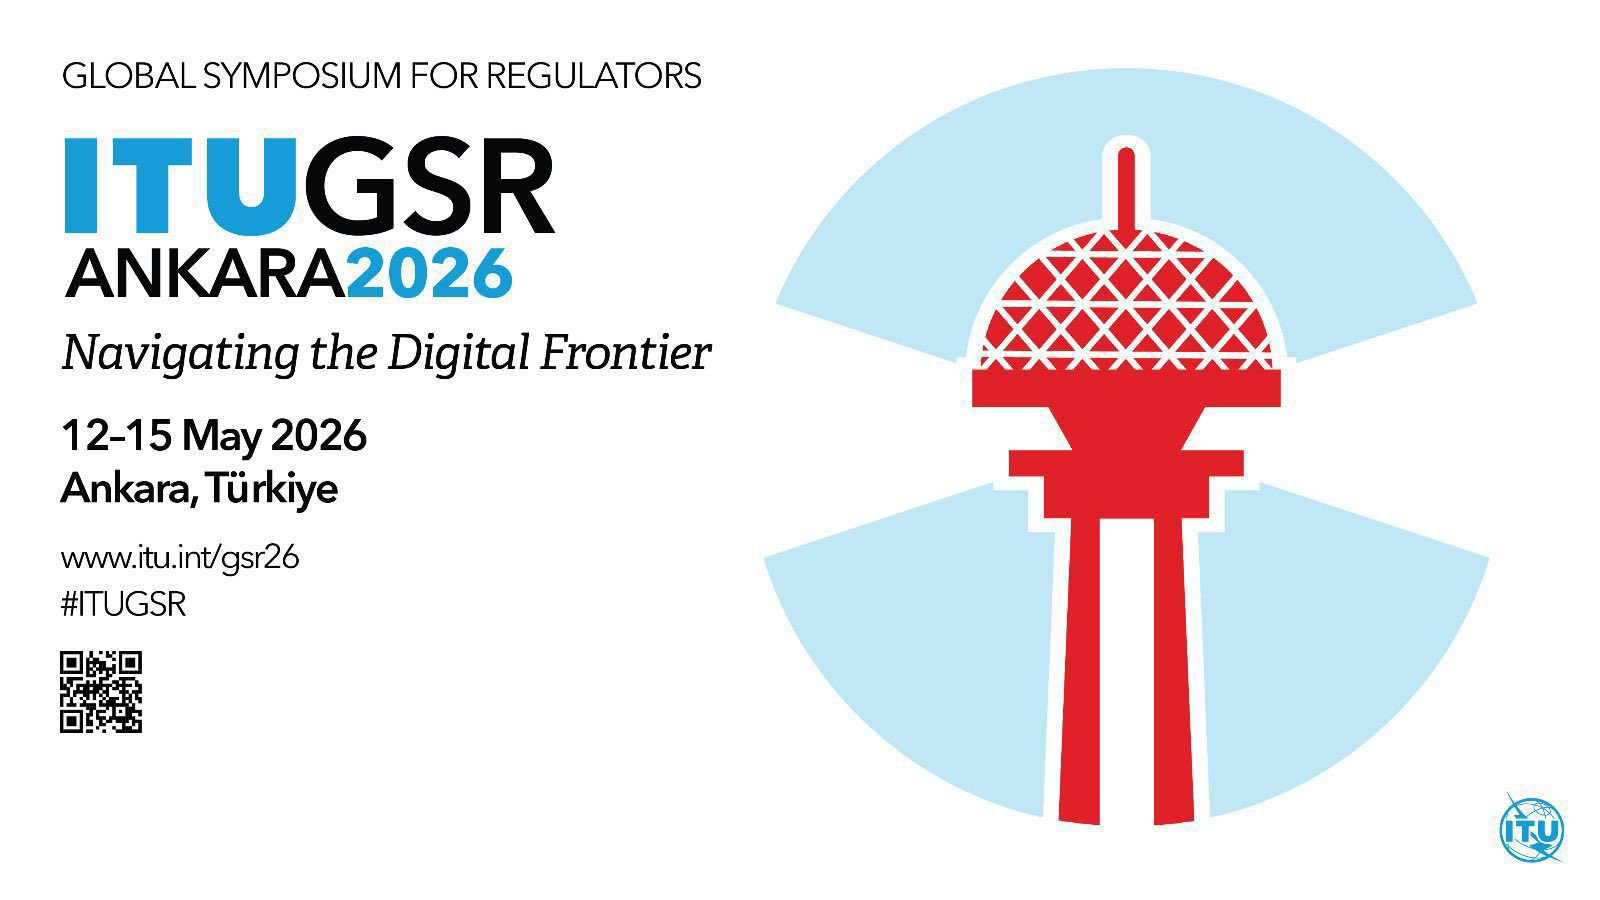 GLOBAL SYMPOSIUM FOR REGULATORS
ITUGSR
ANKARA2026
Navigating the Digital Frontier
12–15 May 2026
Ankara, Türkiye
www.itu.int/gsr26
#ITUGSR
ITU